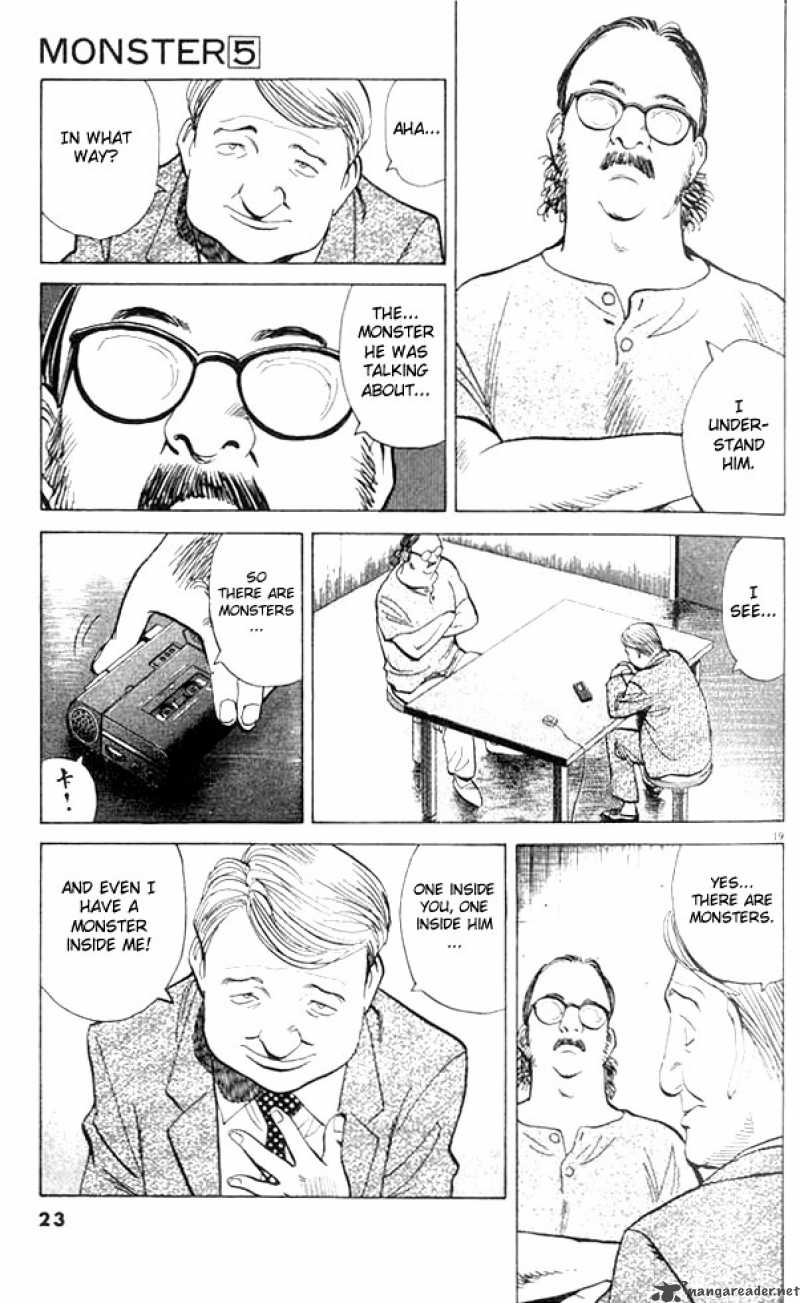 MONSTER5
I
UNDER-
STAND
HIM.
AHA...
IN WHAT
WAY?
THE...
MONSTER
HE WAS
TALKING
ABOUT...
I
SEE...
SO
THERE ARE
MONSTERS
...
ﾋ!
19
YES...
THERE ARE
MONSTERS.
ONE INSIDE
YOU, ONE
INSIDE HIM
...
AND EVEN I
HAVE A
MONSTER
INSIDE ME!
23
mangareader.net